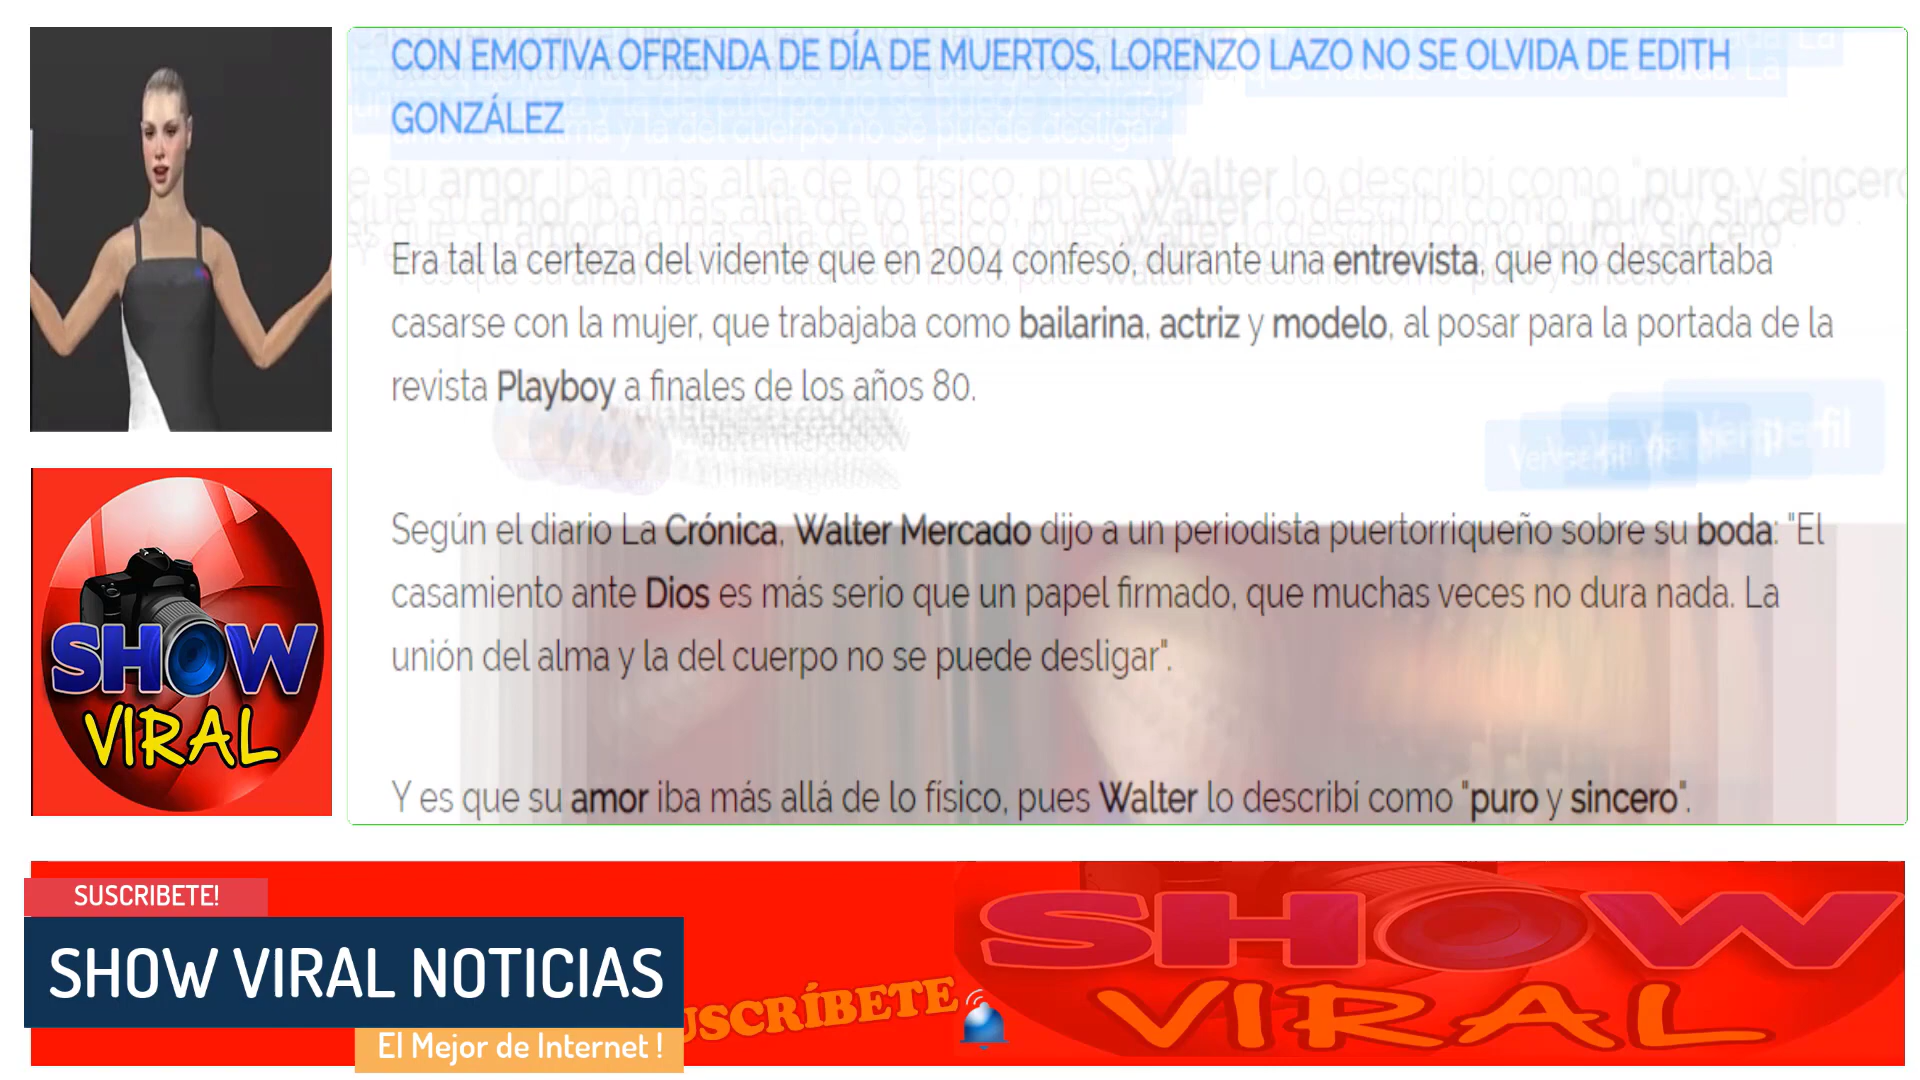 CON EMOTIVA OFRENDA DE DÍA DE MUERTOS, LORENZO LAZO NO SE OLVIDA DE EDITH
GONZÁLEZ
Era tal la certeza del vidente que en 2004 confesó, durante una entrevista, que no descartaba
casarse con la mujer, que trabajaba como bailarina, actriz y modelo, al posar para la portada de la
revista Playboy a finales de los años 80.
Ver perfil
Según el diario La Crónica, Walter Mercado dijo a un periodista puertorriqueño sobre su boda: "El
casamiento ante Dios es más serio que un papel firmado, que muchas veces no dura nada. La
unión del alma y la del cuerpo no se puede desligar".
Y es que su amor iba más allá de lo físico, pues Walter lo describí como "puro y sincero".
SHOW
VIRAL
SUSCRIBETE!
SHOW VIRAL NOTICIAS
El Mejor de Internet !
USCRÍBETE
SHOW
VIRAL